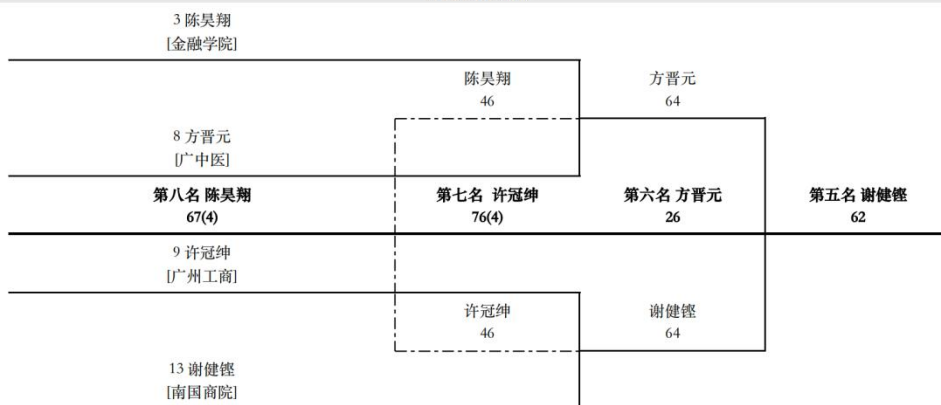 3 陈昊翔
[金融学院]
陈昊翔
46
方晋元
64
8 方晋元
[广中医]
第八名 陈昊翔
67(4)
第七名 许冠绅
76(4)
第六名 方晋元
26
第五名 谢健铿
62
9 许冠绅
[广州工商]
许冠绅
46
谢健铿
64
13 谢健铿
[南国商院]